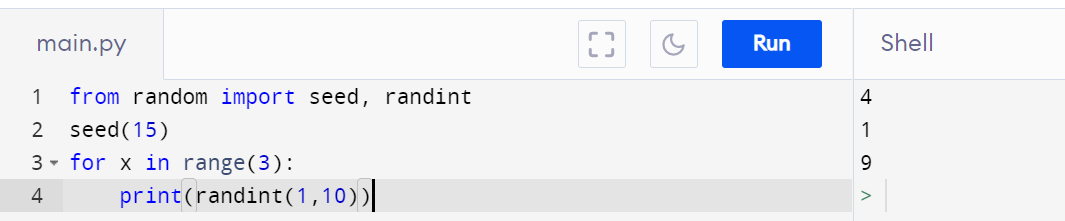 main.py Run Shell
1 from random import seed, randint 4
2 seed(15) 1
3 for x in range(3): 9
4     print(randint(1,10)) >